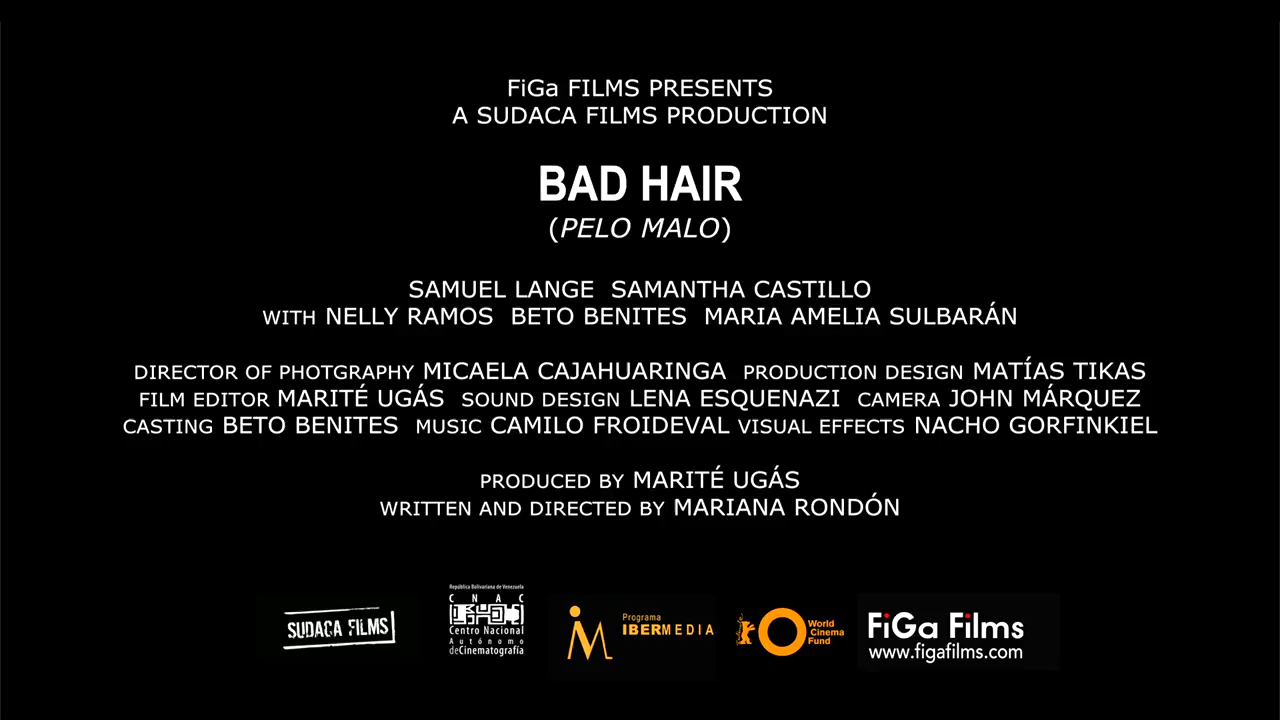 FiGa FILMS PRESENTS
A SUDACA FILMS PRODUCTION
BAD HAIR
(PELO MALO)
SAMUEL LANGE SAMANTHA CASTILLO
WITH NELLY RAMOS BETO BENITES MARIA AMELIA SULBARÁN
DIRECTOR OF PHOTGRAPHY MICAELA CAJAHUARINGA PRODUCTION DESIGN MATÍAS TIKAS
FILM EDITOR MARITÉ UGÁS SOUND DESIGN LENA ESQUENAZI CAMERA JOHN MÁRQUEZ
CASTING BETO BENITES MUSIC CAMILO FROIDEVAL VISUAL EFFECTS NACHO GORFINKIEL
PRODUCED BY MARITÉ UGÁS
WRITTEN AND DIRECTED BY MARIANA RONDÓN
SUDACA FILMS
República Bolivariana de Venezuela
CNAC
Centro Nacional
Autónomo
deCinematografía
Programa
IBERMEDIA
World
Cinema
Fund
FiGa Films
www.figafilms.com